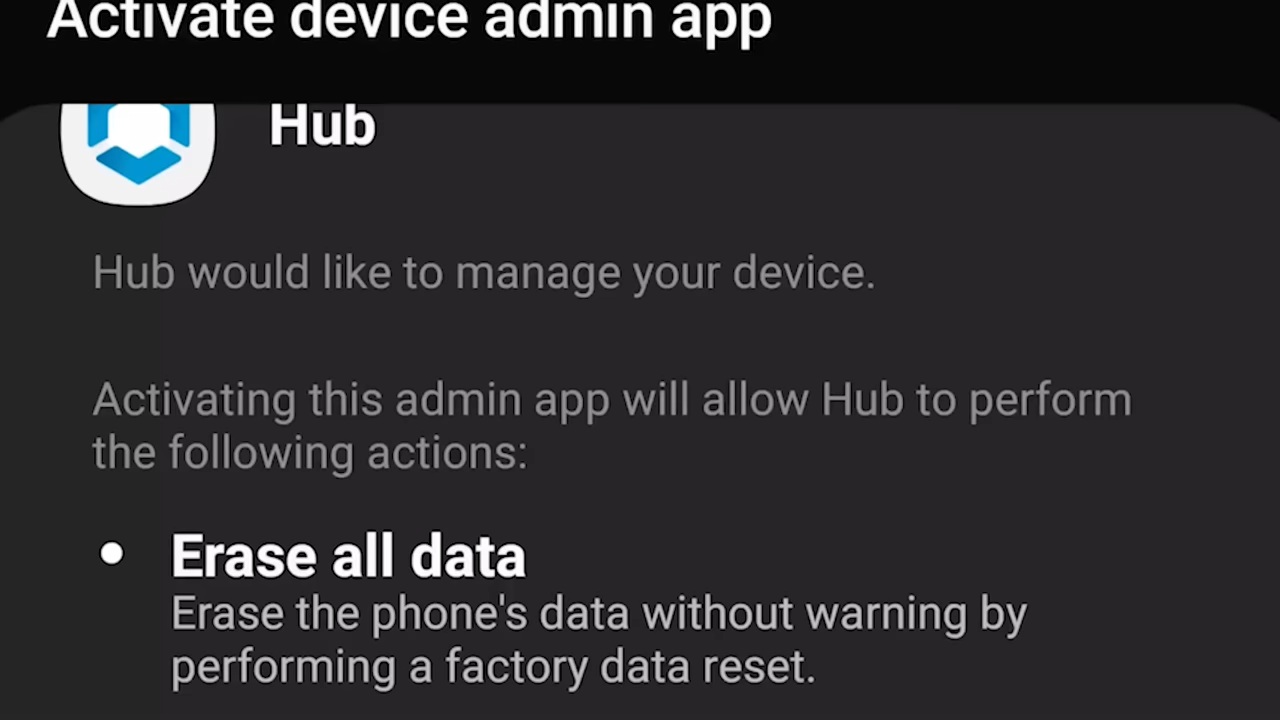 Activate device admin app
Hub
Hub would like to manage your device.
Activating this admin app will allow Hub to perform
the following actions:
• Erase all data
Erase the phone's data without warning by
performing a factory data reset.